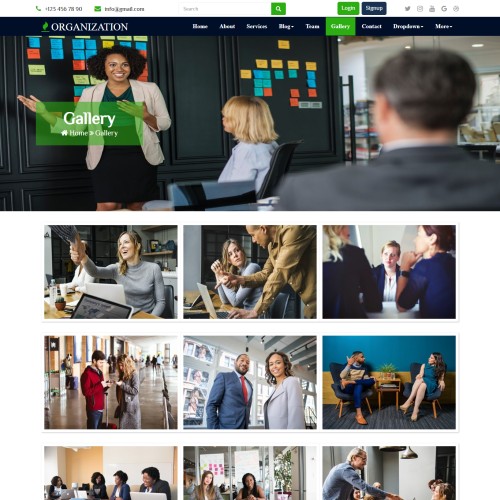 +125 456 78 90 info@gmail.com Search Login Signup
ORGANIZATION Home About Services Blog Team Gallery Contact Dropdown More
Gallery
Home » Gallery